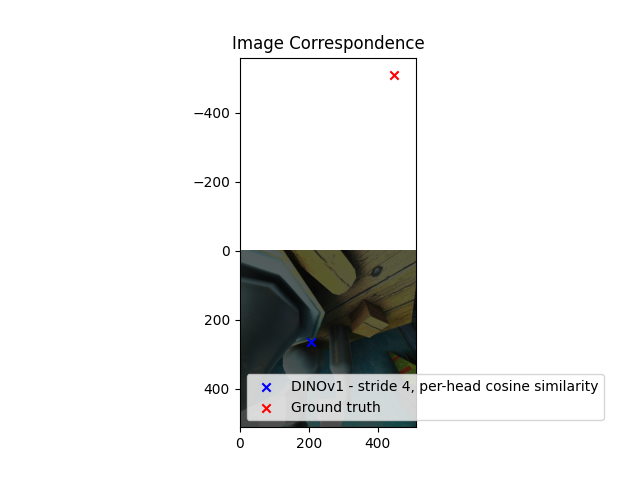 Image Correspondence
−400
−200
0
200
400
DINOv1 - stride 4, per-head cosine similarity
Ground truth
0 200 400